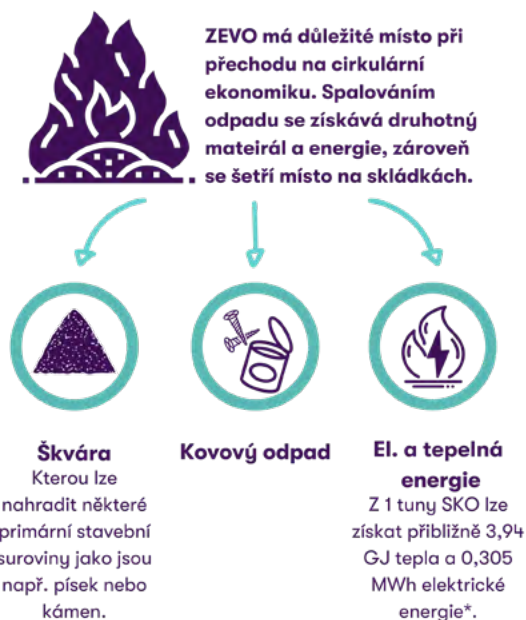 ZEVO má důležité místo při
přechodu na cirkulární
ekonomiku. Spalováním
odpadu se získává druhotný
mateirál a energie, zároveň
se šetří místo na skládkách.
Škvára
Kterou lze
nahradit některé
primární stavební
suroviny jako jsou
např. písek nebo
kámen.
Kovový odpad
El. a tepelná
energie
Z 1 tuny SKO lze
získat přibližně 3,94
GJ tepla a 0,305
MWh elektrické
energie*.